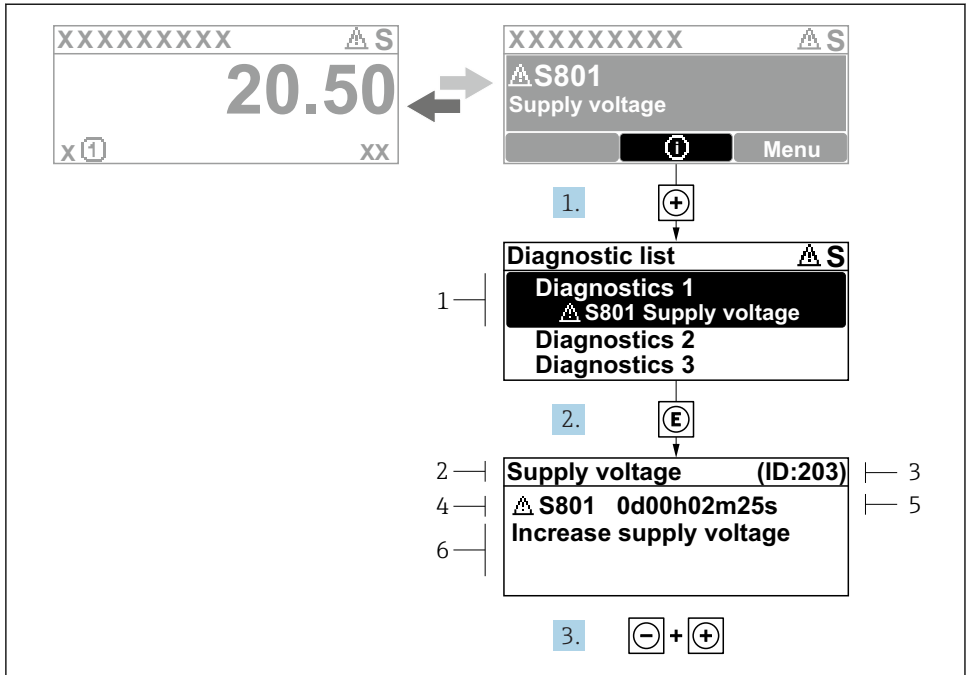 XXXXXXXXX ⚠ S
20.50
x ① XX
XXXXXXXXX ⚠ S
⚠ S801
Supply voltage
ⓘ Menu
1. +
Diagnostic list ⚠ S
1
Diagnostics 1
⚠ S801 Supply voltage
Diagnostics 2
Diagnostics 3
2. E
2 Supply voltage (ID:203) 3
4 ⚠ S801 0d00h02m25s 5
6 Increase supply voltage
3. - + +